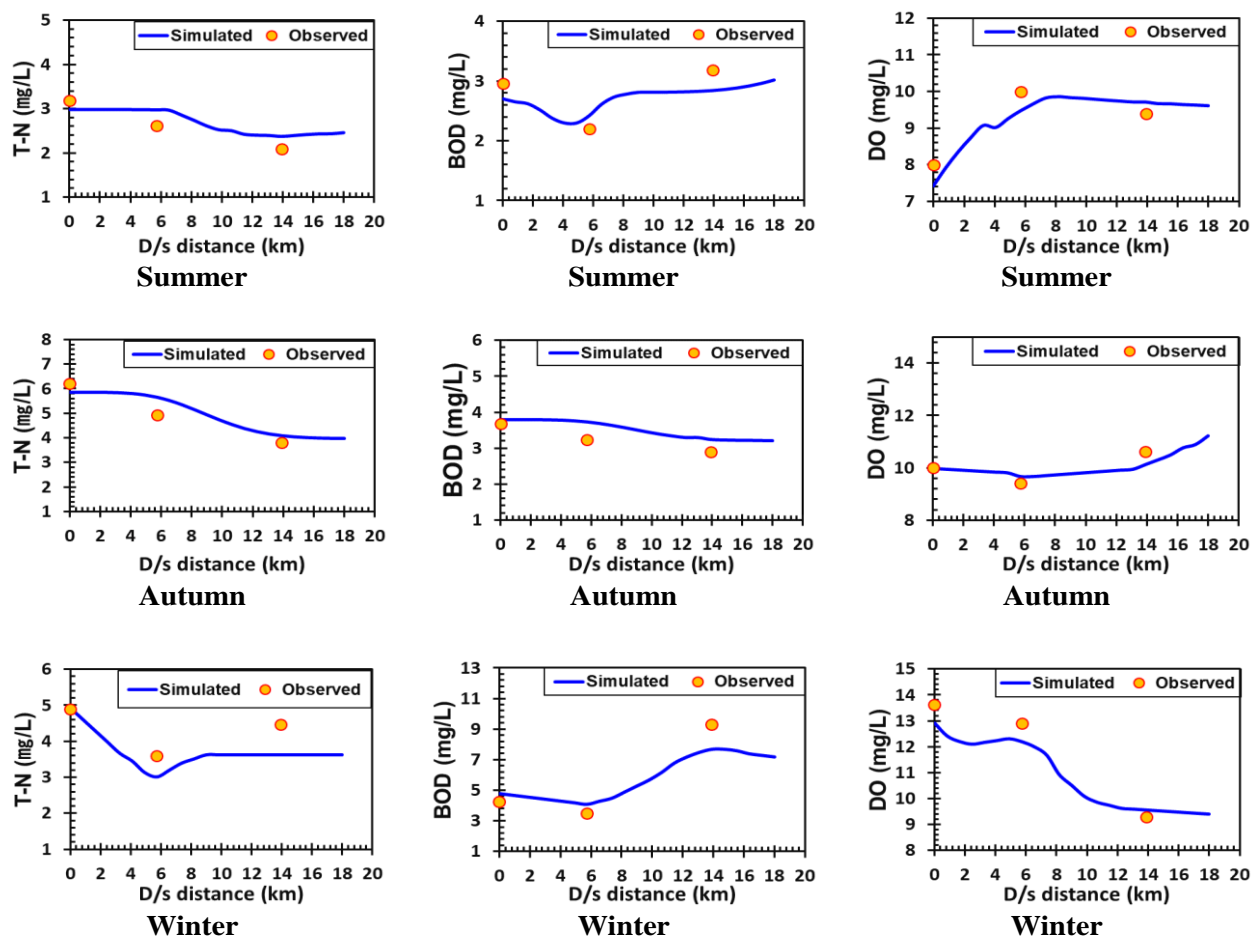 T-N (mg/L)
5
4
3
2
1
Simulated Observed
0 2 4 6 8 10 12 14 16 18 20
D/s distance (km)
Summer
BOD (mg/L)
4
3
2
1
Simulated Observed
0 2 4 6 8 10 12 14 16 18 20
D/s distance (km)
Summer
DO (mg/L)
12
11
10
9
8
7
Simulated Observed
0 2 4 6 8 10 12 14 16 18 20
D/s distance (km)
Summer
T-N (mg/L)
8
7
6
5
4
3
2
1
Simulated Observed
0 2 4 6 8 10 12 14 16 18 20
D/s distance (km)
Autumn
BOD (mg/L)
6
5
4
3
2
1
Simulated Observed
0 2 4 6 8 10 12 14 16 18 20
D/s distance (km)
Autumn
DO (mg/L)
14
12
10
8
Simulated Observed
0 2 4 6 8 10 12 14 16 18 20
D/s distance (km)
Autumn
T-N (mg/L)
6
5
4
3
2
1
Simulated Observed
0 2 4 6 8 10 12 14 16 18 20
D/s distance (km)
Winter
BOD (mg/L)
13
11
9
7
5
3
1
Simulated Observed
0 2 4 6 8 10 12 14 16 18 20
D/s distance (km)
Winter
DO (mg/L)
15
14
13
12
11
10
9
8
Simulated Observed
0 2 4 6 8 10 12 14 16 18 20
D/s distance (km)
Winter